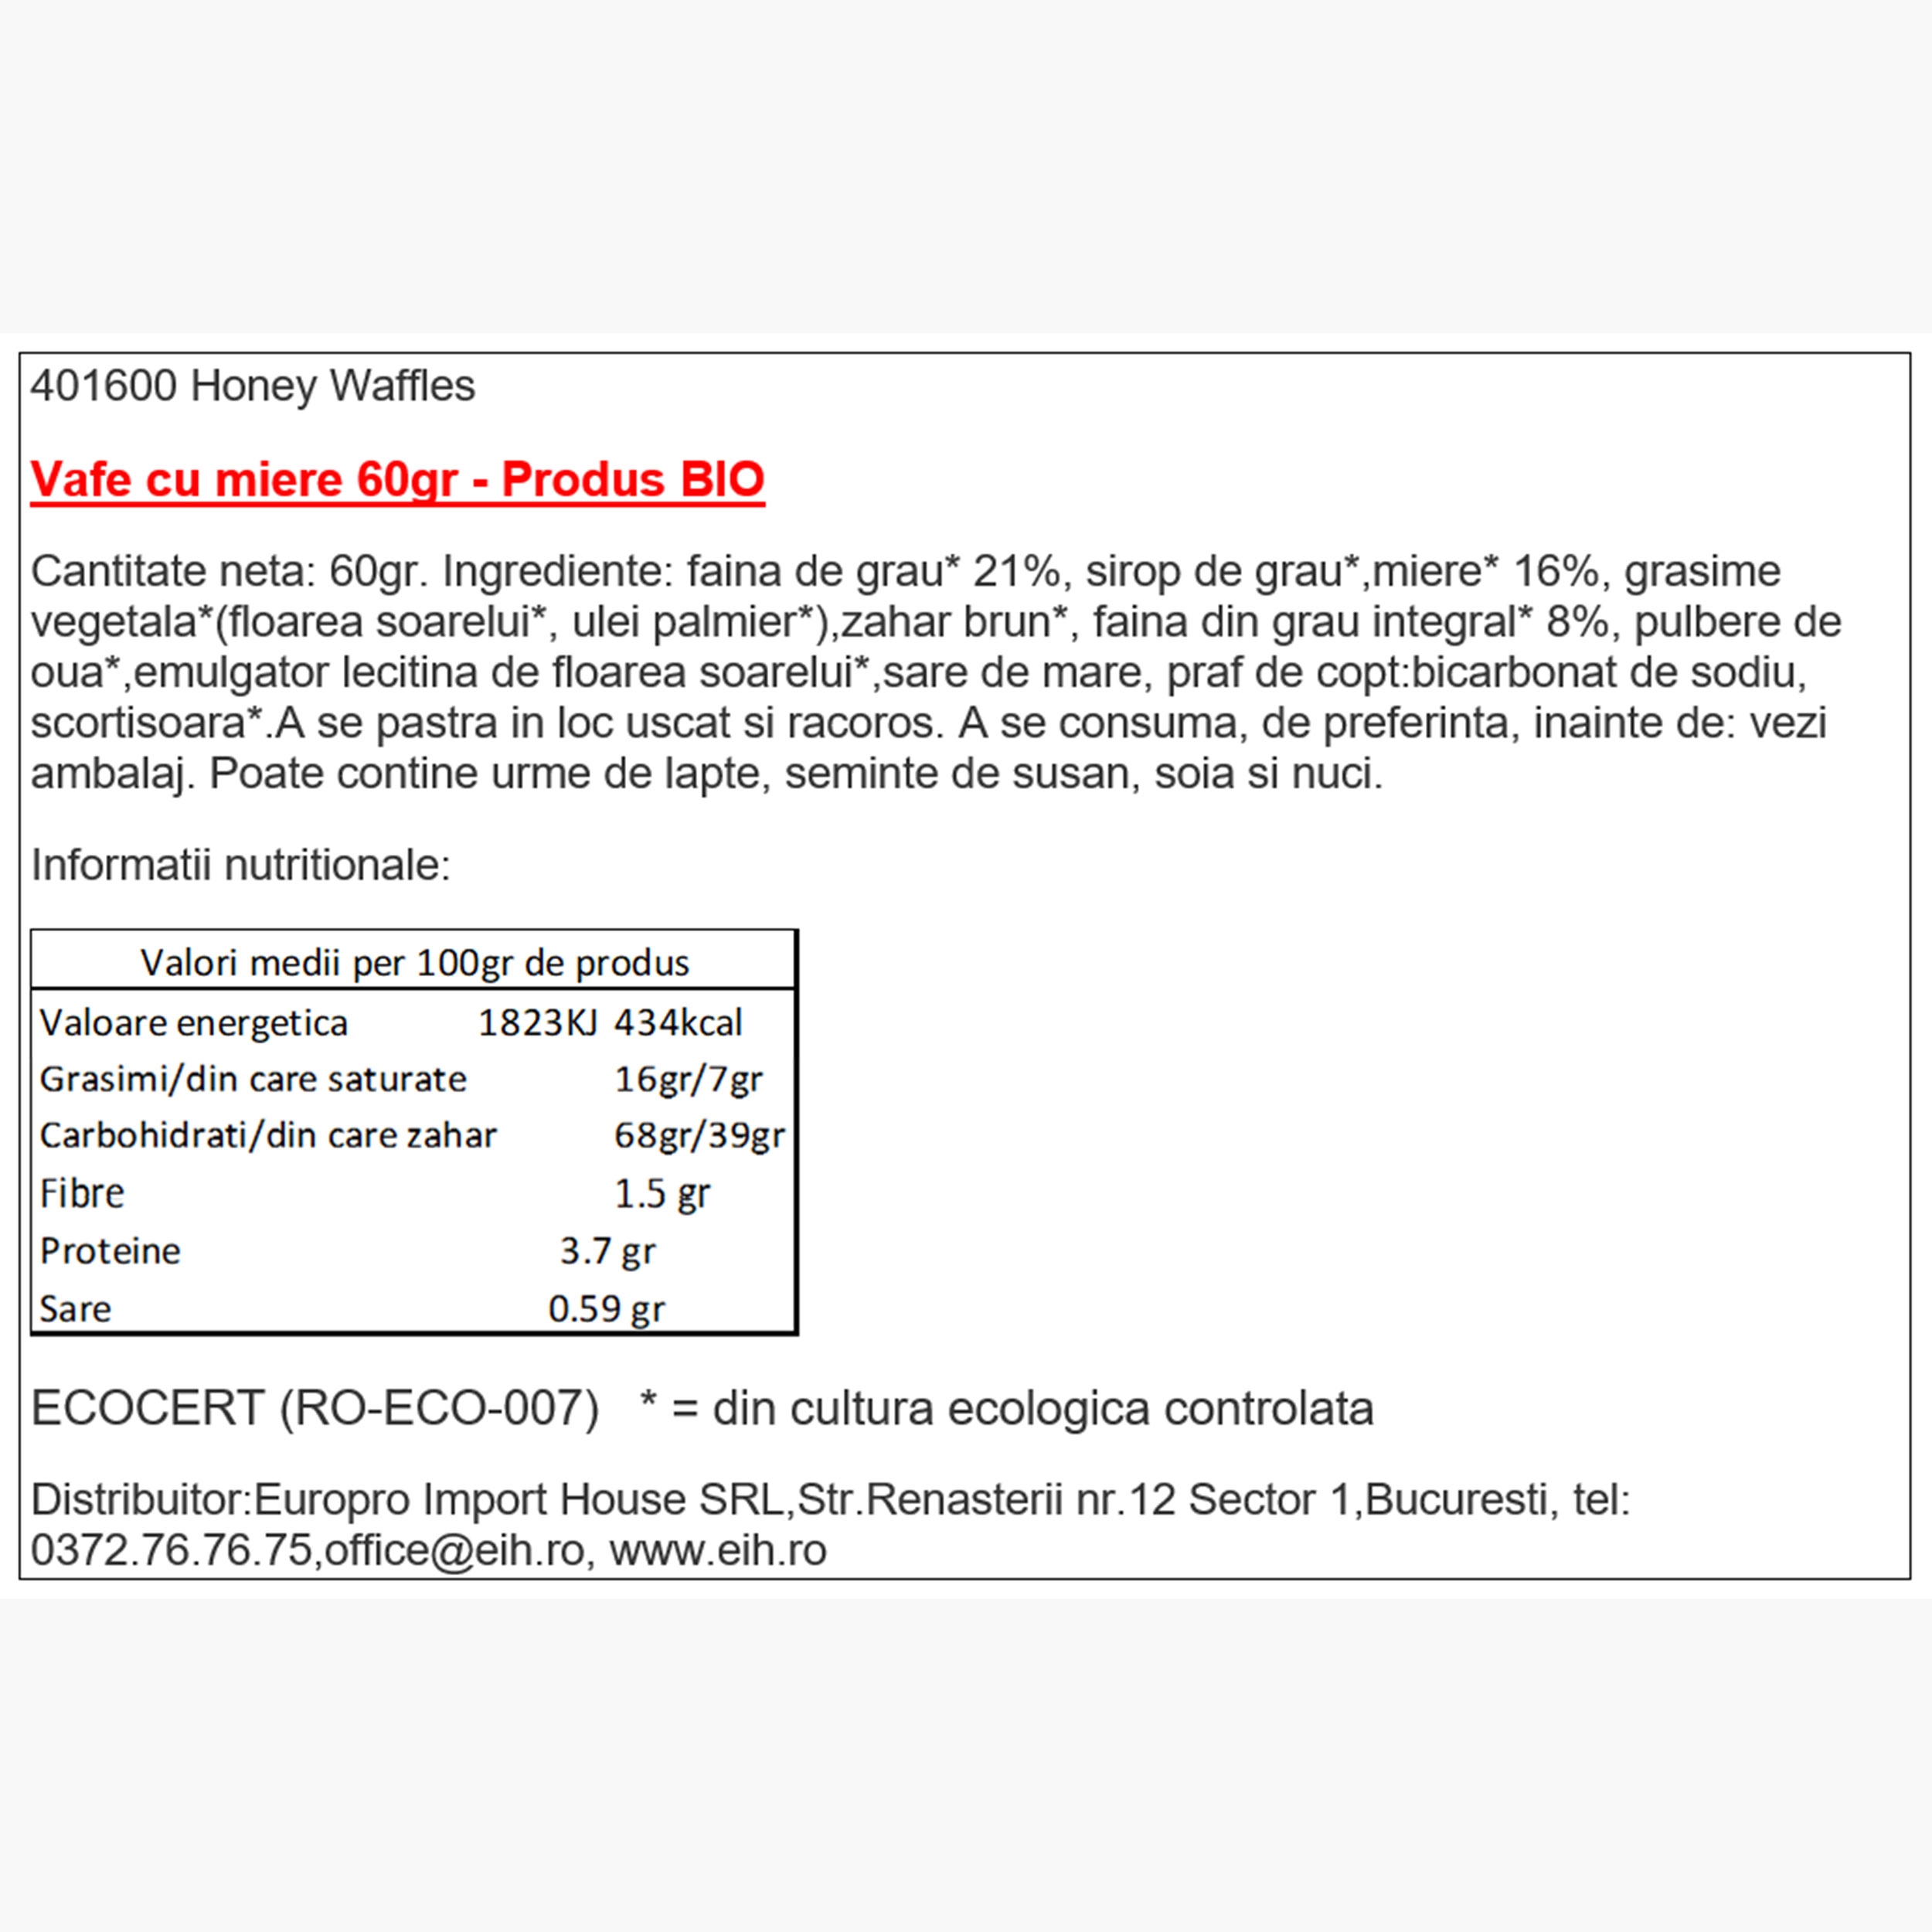 401600 Honey Waffles
Vafe cu miere 60gr - Produs BIO
Cantitate neta: 60gr. Ingrediente: faina de grau* 21%, sirop de grau*,miere* 16%, grasime
vegetala*(floarea soarelui*, ulei palmier*),zahar brun*, faina din grau integral* 8%, pulbere de
oua*,emulgator lecitina de floarea soarelui*,sare de mare, praf de copt:bicarbonat de sodiu,
scortisoara*.A se pastra in loc uscat si racoros. A se consuma, de preferinta, inainte de: vezi
ambalaj. Poate contine urme de lapte, seminte de susan, soia si nuci.
Informatii nutritionale:
Valori medii per 100gr de produs
Valoare energetica 1823KJ 434kcal
Grasimi/din care saturate 16gr/7gr
Carbohidrati/din care zahar 68gr/39gr
Fibre 1.5 gr
Proteine 3.7 gr
Sare 0.59 gr
ECOCERT (RO-ECO-007) * = din cultura ecologica controlata
Distribuitor:Europro Import House SRL,Str.Renasterii nr.12 Sector 1,Bucuresti, tel:
0372.76.76.75,office@eih.ro, www.eih.ro